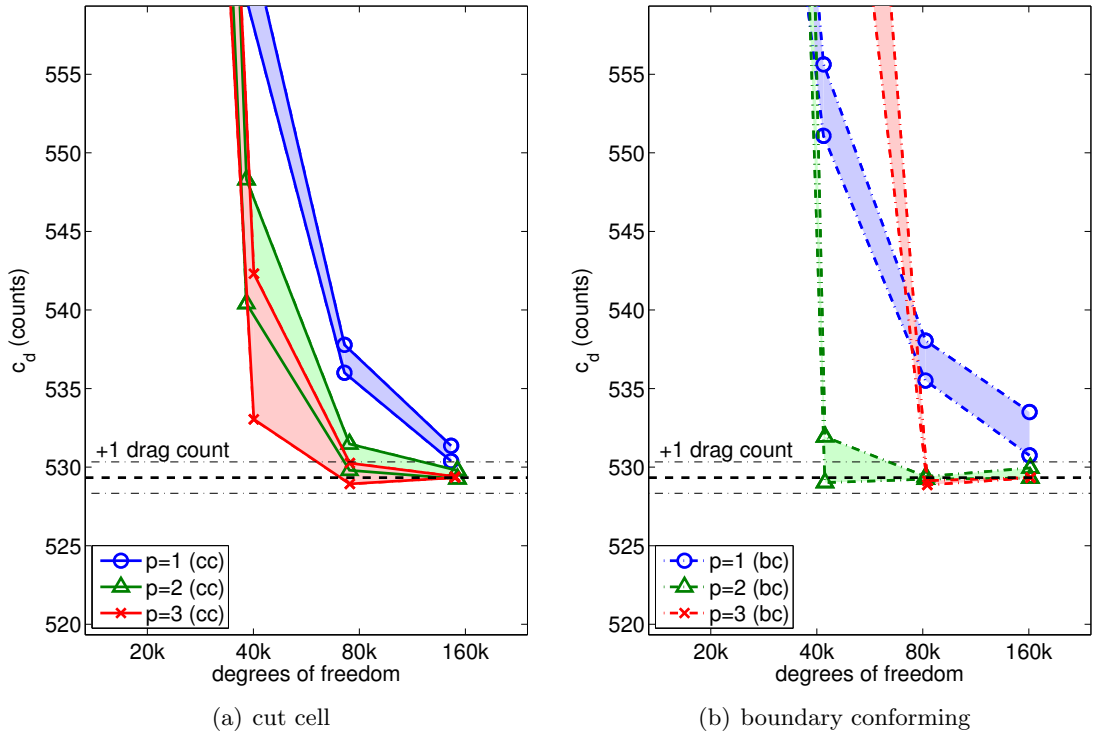 555
550
545
540
535
530
525
520
c_d (counts)
+1 drag count
p=1 (cc)
p=2 (cc)
p=3 (cc)
20k 40k 80k 160k
degrees of freedom
(a) cut cell
555
550
545
540
535
530
525
520
c_d (counts)
+1 drag count
p=1 (bc)
p=2 (bc)
p=3 (bc)
20k 40k 80k 160k
degrees of freedom
(b) boundary conforming